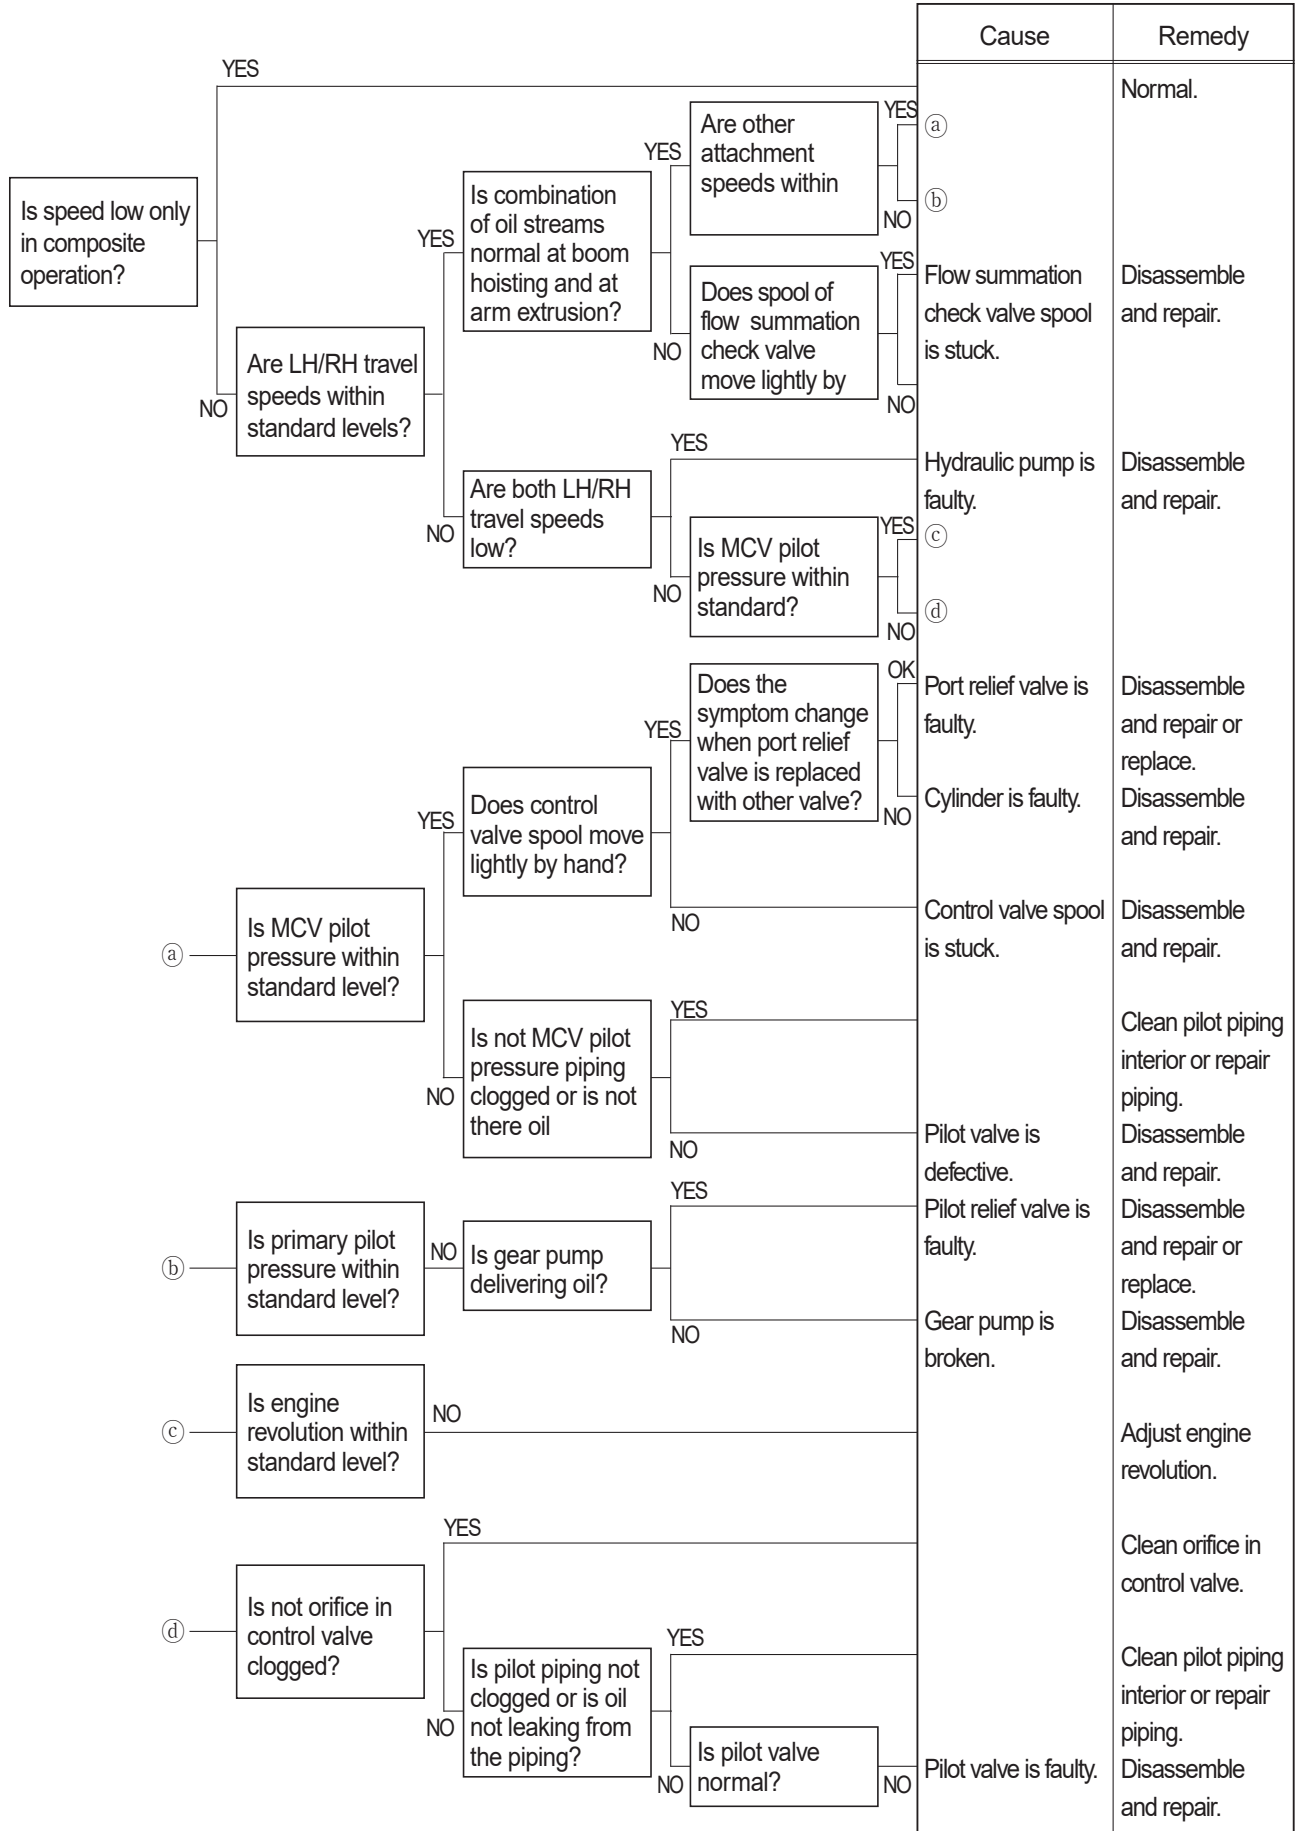 Cause
Remedy
YES
Normal.
Are other
attachment
speeds within
YES
ⓐ
YES
Is combination
of oil streams
normal at boom
hoisting and at
arm extrusion?
Is speed low only
in composite
operation?
ⓑ
NO
YES
YES
Does spool of
flow summation
check valve
move lightly by
Flow summation
check valve spool
is stuck.
Disassemble
and repair.
Are LH/RH travel
speeds within
standard levels?
NO
NO
NO
YES
Hydraulic pump is
faulty.
Disassemble
and repair.
Are both LH/RH
travel speeds
low?
NO
YES
Is MCV pilot
pressure within
standard?
ⓒ
NO
ⓓ
NO
OK
Does the
symptom change
when port relief
valve is replaced
with other valve?
Port relief valve is
faulty.
Disassemble
and repair or
replace.
YES
Does control
valve spool move
lightly by hand?
YES
NO
Cylinder is faulty.
Disassemble
and repair.
ⓐ
Is MCV pilot
pressure within
standard level?
NO
Control valve spool
is stuck.
Disassemble
and repair.
YES
Is not MCV pilot
pressure piping
clogged or is not
there oil
Clean pilot piping
interior or repair
piping.
NO
NO
Pilot valve is
defective.
Disassemble
and repair.
YES
Pilot relief valve is
faulty.
Disassemble
and repair or
replace.
ⓑ
Is primary pilot
pressure within
standard level?
NO
Is gear pump
delivering oil?
NO
Gear pump is
broken.
Disassemble
and repair.
ⓒ
Is engine
revolution within
standard level?
NO
Adjust engine
revolution.
YES
Clean orifice in
control valve.
ⓓ
Is not orifice in
control valve
clogged?
YES
Is pilot piping not
clogged or is oil
not leaking from
the piping?
Clean pilot piping
interior or repair
piping.
NO
NO
Is pilot valve
normal?
NO
Pilot valve is faulty.
Disassemble
and repair.